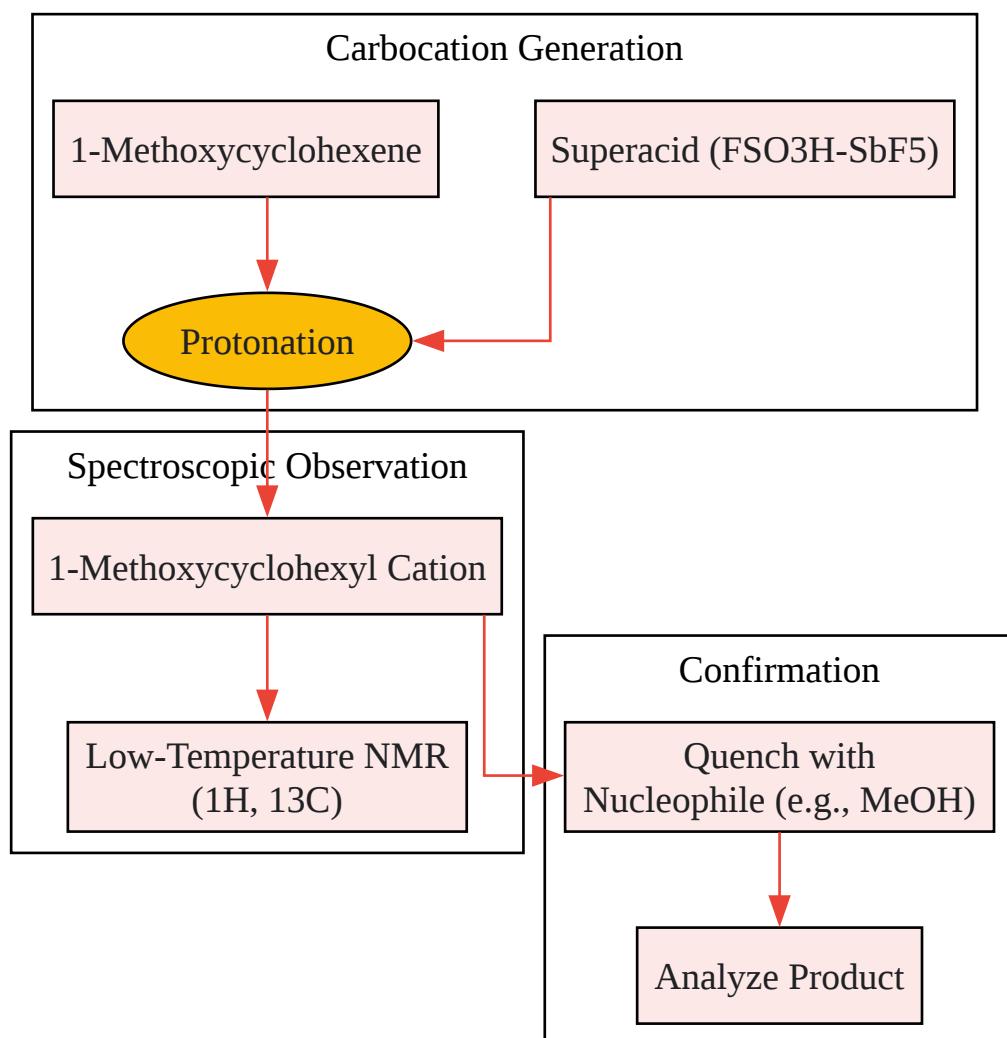 Carbocation Generation
1-Methoxycyclohexene
Superacid (FSO3H-SbF5)
Protonation
Spectroscopic Observation
1-Methoxycyclohexyl Cation
Low-Temperature NMR
(1H, 13C)
Confirmation
Quench with
Nucleophile (e.g., MeOH)
Analyze Product